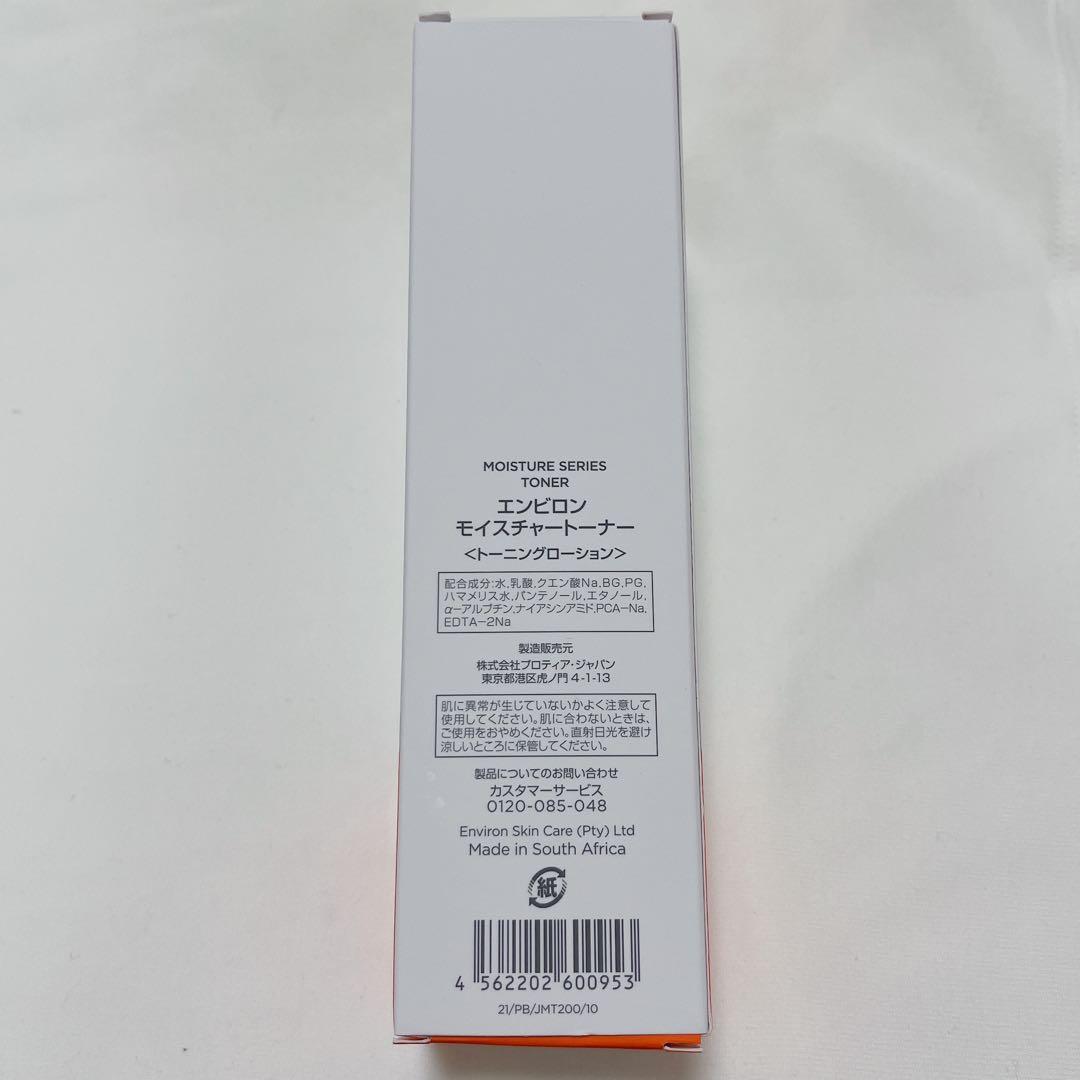 MOISTURE SERIES
TONER
エンビロン
モイスチャートーナー
<トーニングローション>
配合成分:水,乳酸,クエン酸Na,BG,PG,
ハマメリス水,パンテノール,エタノール,
α-アルブチン,ナイアシンアミド,PCA-Na,
EDTA-2Na
製造販売元
株式会社プロティア・ジャパン
東京都港区虎ノ門4-1-13
肌に異常が生じていないかよく注意して
使用してください。肌に合わないときは、
ご使用をおやめください。直射日光を避け
涼しいところに保管してください。
製品についてのお問い合わせ
カスタマーサービス
0120-085-048
Environ Skin Care (Pty) Ltd
Made in South Africa
紙
4 562202 600953
21/PB/JMT200/10